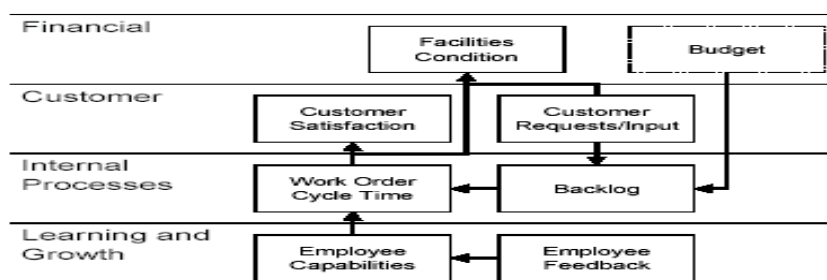 Financial
Facilities
Condition
Budget
Customer
Customer
Satisfaction
Customer
Requests/Input
Internal
Processes
Work Order
Cycle Time
Backlog
Learning and
Growth
Employee
Capabilities
Employee
Feedback